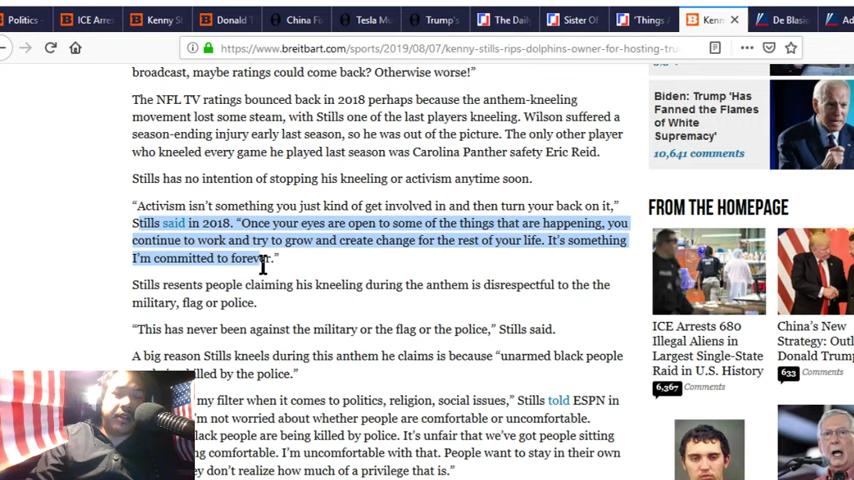 Politics -
ICE Arre
Kenny St
Donald T
China F
Tesla Mu
Trump's
The Daily
Sister Of
'Things A
Kenn
De Blasio
Ad
https://www.breitbart.com/sports/2019/08/07/kenny-stills-rips-dolphins-owner-for-hosting-tru
broadcast, maybe ratings could come back? Otherwise worse!"
The NFL TV ratings bounced back in 2018 perhaps because the anthem-kneeling
movement lost some steam, with Stills one of the last players kneeling. Wilson suffered a
season-ending injury early last season, so he was out of the picture. The only other player
who kneeled every game he played last season was Carolina Panther safety Eric Reid.
Stills has no intention of stopping his kneeling or activism anytime soon.
“Activism isn’t something you just kind of get involved in and then turn your back on it,”
Stills said in 2018. “Once your eyes are open to some of the things that are happening, you
continue to work and try to grow and create change for the rest of your life. It’s something
I’m committed to forever.”
Stills resents people claiming his kneeling during the anthem is disrespectful to the the
military, flag or police.
“This has never been against the military or the flag or the police,” Stills said.
A big reason Stills kneels during this anthem he claims is because “unarmed black people
killed by the police.”
my filter when it comes to politics, religion, social issues,” Stills told ESPN in
I’m not worried about whether people are comfortable or uncomfortable.
lack people are being killed by police. It’s unfair that we’ve got people sitting
ng comfortable. I’m uncomfortable with that. People want to stay in their own
ey don’t realize how much of a privilege that is.”
Biden: Trump 'Has
Fanned the Flames
of White
Supremacy'
10,641 comments
FROM THE HOMEPAGE
ICE Arrests 680
Illegal Aliens in
Largest Single-State
Raid in U.S. History
6,367 Comments
China's New
Strategy: Outl
Donald Trump
633 Comments